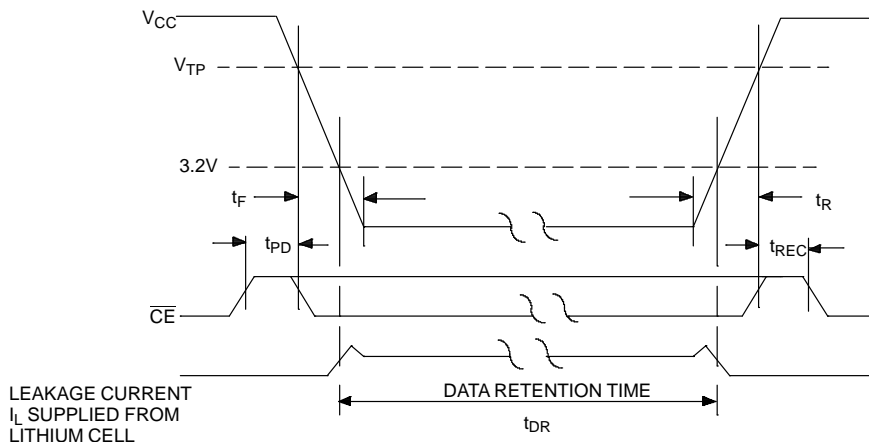 VCC
VTP
3.2V
tF
tR
tPD
tREC
CE
LEAKAGE CURRENT
IL SUPPLIED FROM
LITHIUM CELL
DATA RETENTION TIME
tDR